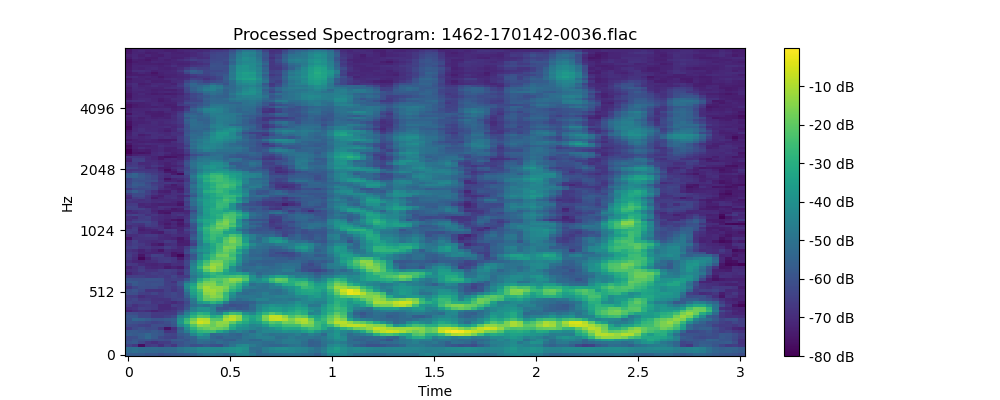 Processed Spectrogram: 1462-170142-0036.flac
Hz
4096
2048
1024
512
0
0
0.5
1
1.5
2
2.5
3
Time
-10 dB
-20 dB
-30 dB
-40 dB
-50 dB
-60 dB
-70 dB
-80 dB